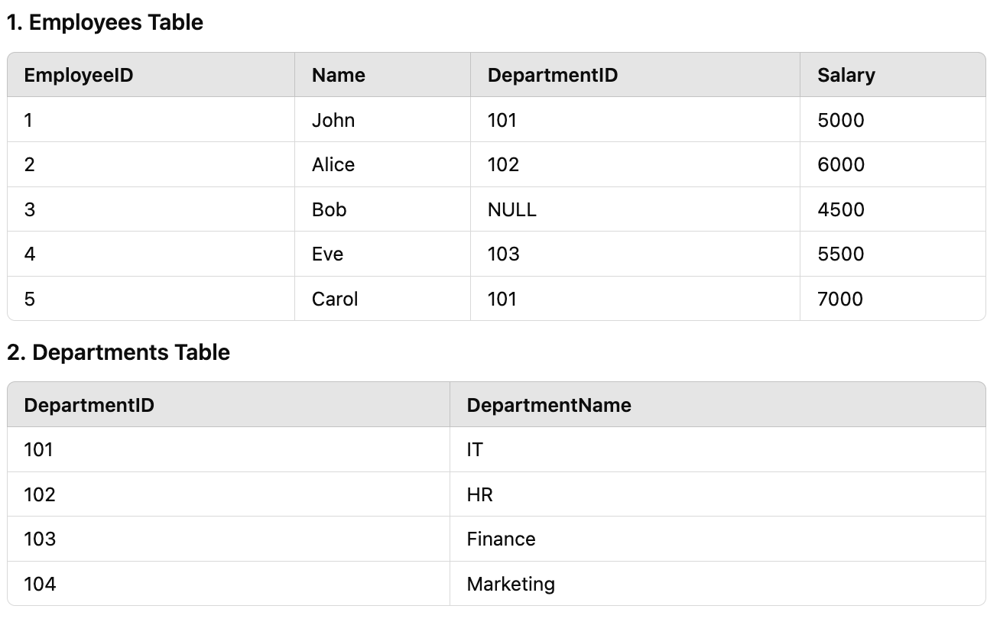 1. Employees Table
EmployeeID Name DepartmentID Salary
1 John 101 5000
2 Alice 102 6000
3 Bob NULL 4500
4 Eve 103 5500
5 Carol 101 7000
2. Departments Table
DepartmentID DepartmentName
101 IT
102 HR
103 Finance
104 Marketing